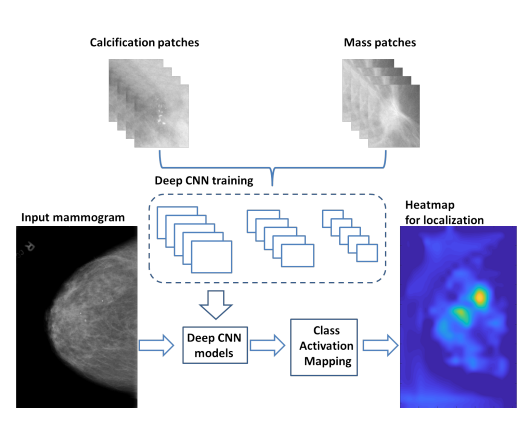 Calcification patches
Mass patches
Deep CNN training
Input mammogram
Heatmap
for localization
R
Deep CNN
models
Class
Activation
Mapping